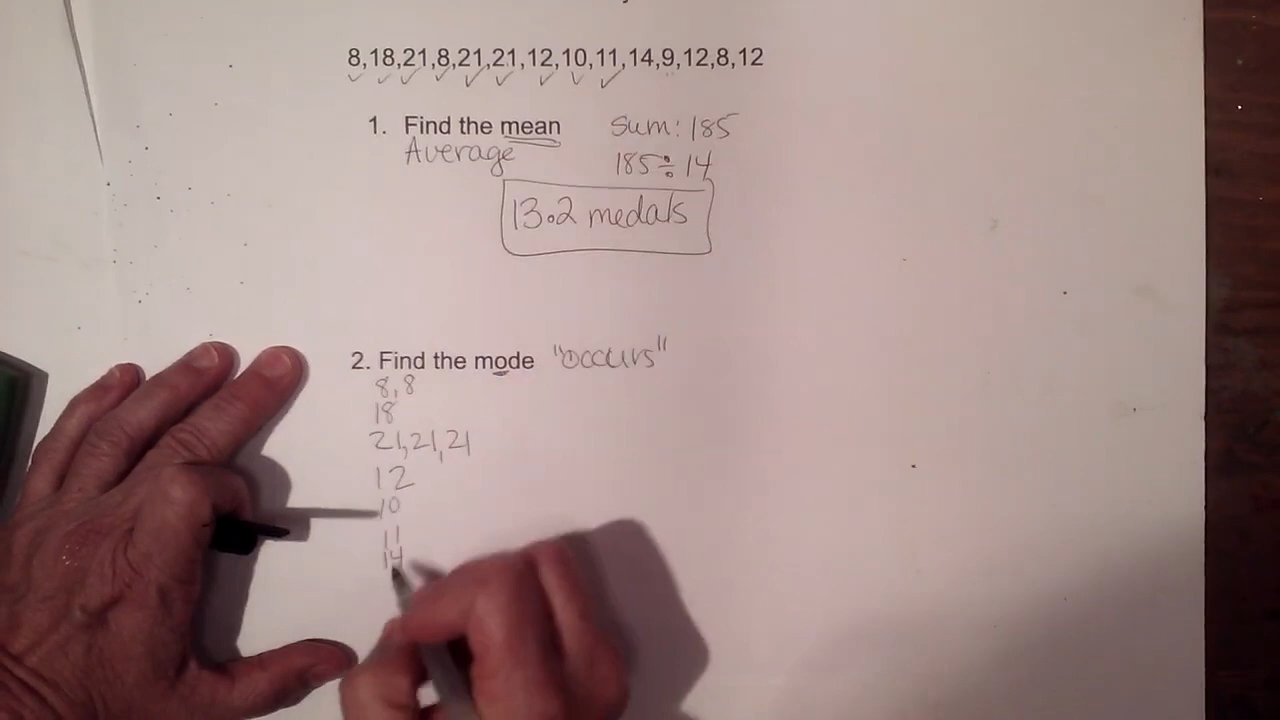 8,18,21,8,21,21,12,10,11,14,9,12,8,12
1. Find the mean Sum: 185
Average 185÷14
13.2 medals
2. Find the mode "occurs"
8,8
18
21,21,21
12
10
11
14